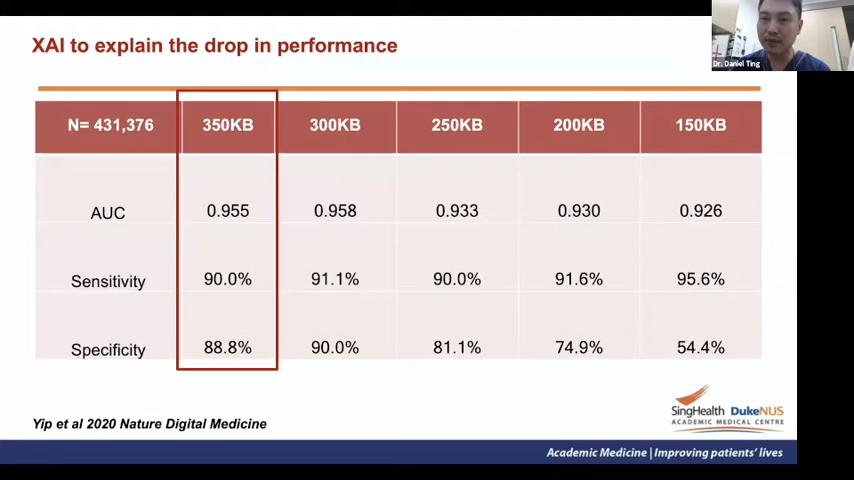 Dr. Daniel Ting
XAI to explain the drop in performance
N= 431,376 350KB 300KB 250KB 200KB 150KB
AUC 0.955 0.958 0.933 0.930 0.926
Sensitivity 90.0% 91.1% 90.0% 91.6% 95.6%
Specificity 88.8% 90.0% 81.1% 74.9% 54.4%
Yip et al 2020 Nature Digital Medicine
SingHealth DukeNUS
ACADEMIC MEDICAL CENTRE
Academic Medicine | Improving patients' lives